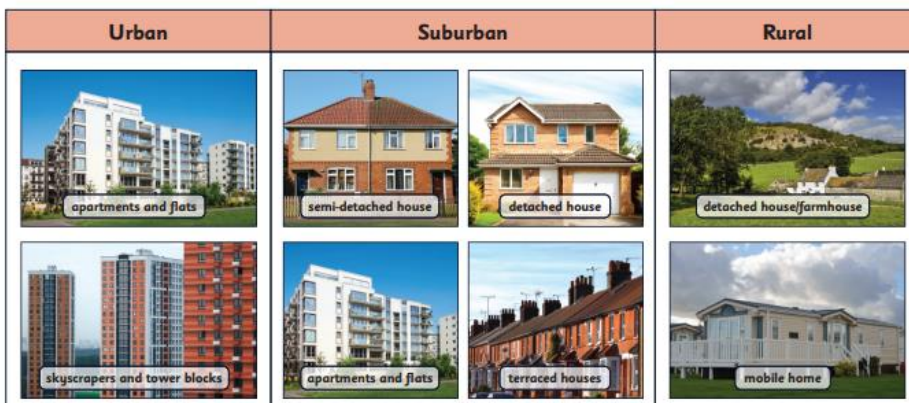 Urban
Suburban
Rural
apartments and flats
semi-detached house
detached house
detached house/farmhouse
skyscrapers and tower blocks
apartments and flats
terraced houses
mobile home